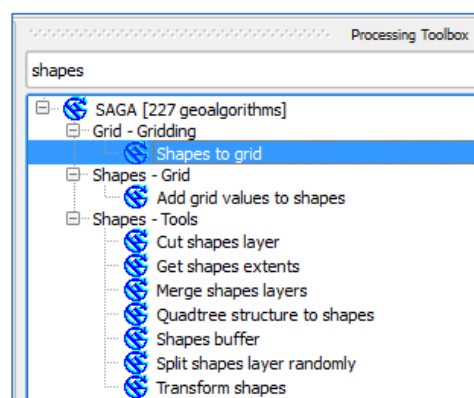 Processing Toolbox
shapes
SAGA [227 geoalgorithms]
Grid - Gridding
Shapes to grid
Shapes - Grid
Add grid values to shapes
Shapes - Tools
Cut shapes layer
Get shapes extents
Merge shapes layers
Quadtree structure to shapes
Shapes buffer
Split shapes layer randomly
Transform shapes